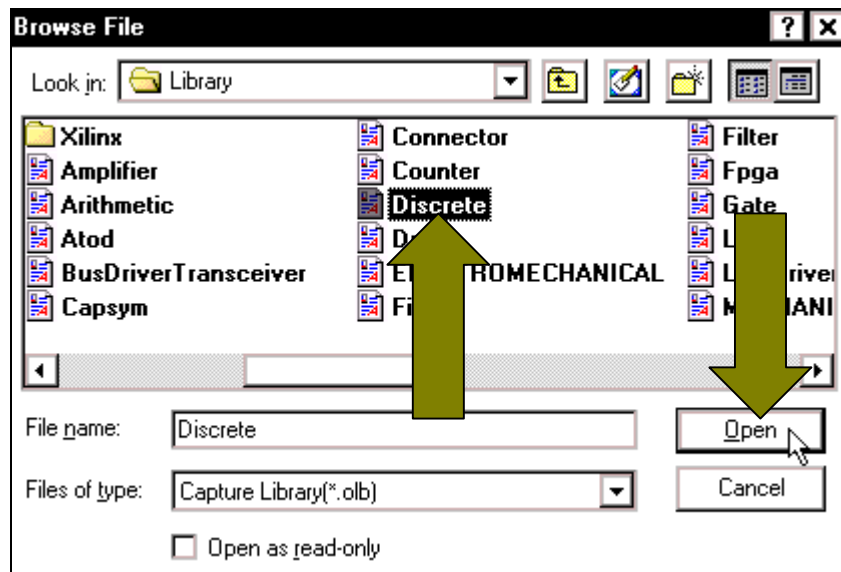 Browse File
Look in: Library
Xilinx
Amplifier
Arithmetic
Atod
BusDriverTransceiver
Capsym
Connector
Counter
Discrete
Filter
Fpga
Gate
File name: Discrete
Open
Files of type: Capture Library(*.olb)
Cancel
Open as read-only